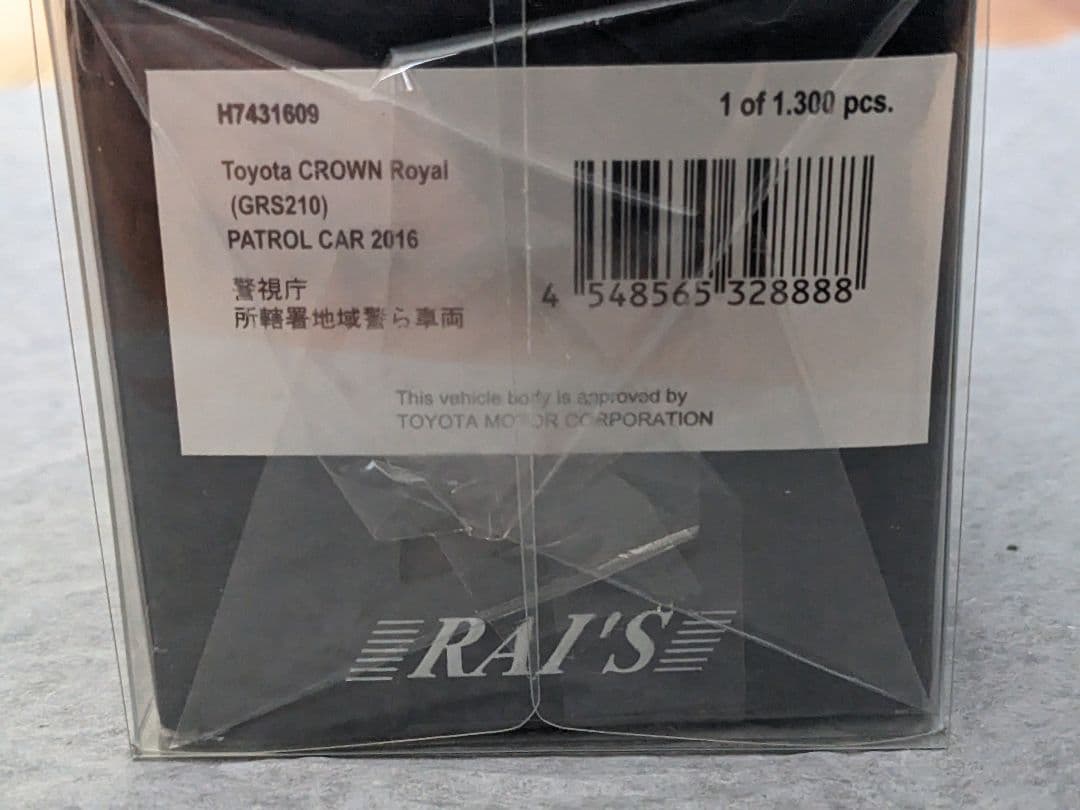 H7431609
1 of 1.300 pcs.
Toyota CROWN Royal
(GRS210)
PATROL CAR 2016
警視庁
所轄署地域警ら車両
4 548565 328888
This vehicle body is approved by
TOYOTA MOTOR CORPORATION
RAI'S